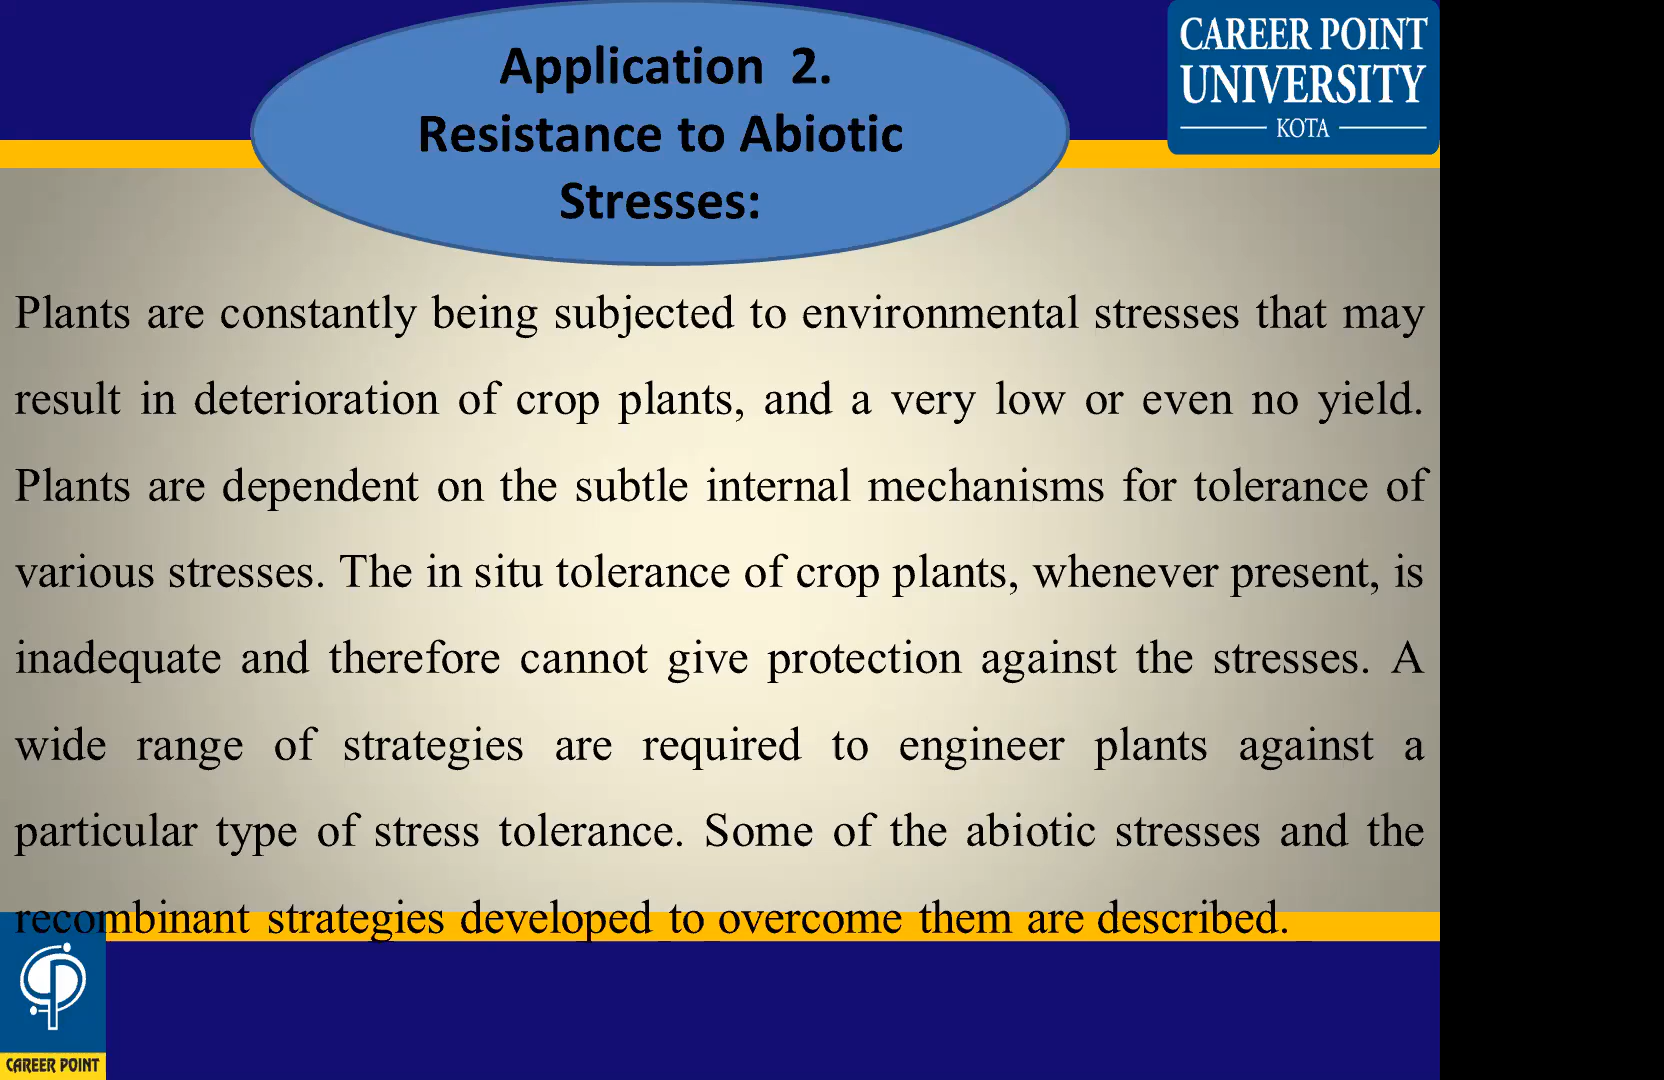 Application 2.
Resistance to Abiotic
Stresses:
CAREER POINT
UNIVERSITY
KOTA
Plants are constantly being subjected to environmental stresses that may
result in deterioration of crop plants, and a very low or even no yield.
Plants are dependent on the subtle internal mechanisms for tolerance of
various stresses. The in situ tolerance of crop plants, whenever present, is
inadequate and therefore cannot give protection against the stresses. A
wide range of strategies are required to engineer plants against a
particular type of stress tolerance. Some of the abiotic stresses and the
recombinant strategies developed to overcome them are described.
CAREER POINT